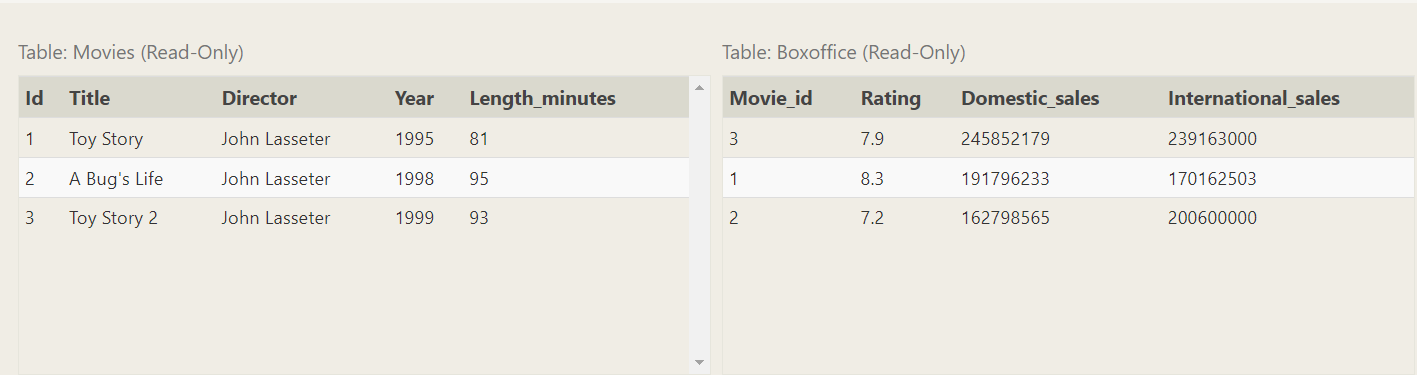 Table: Movies (Read-Only)
Id Title Director Year Length_minutes
1 Toy Story John Lasseter 1995 81
2 A Bug's Life John Lasseter 1998 95
3 Toy Story 2 John Lasseter 1999 93
Table: Boxoffice (Read-Only)
Movie_id Rating Domestic_sales International_sales
3 7.9 245852179 239163000
1 8.3 191796233 170162503
2 7.2 162798565 200600000